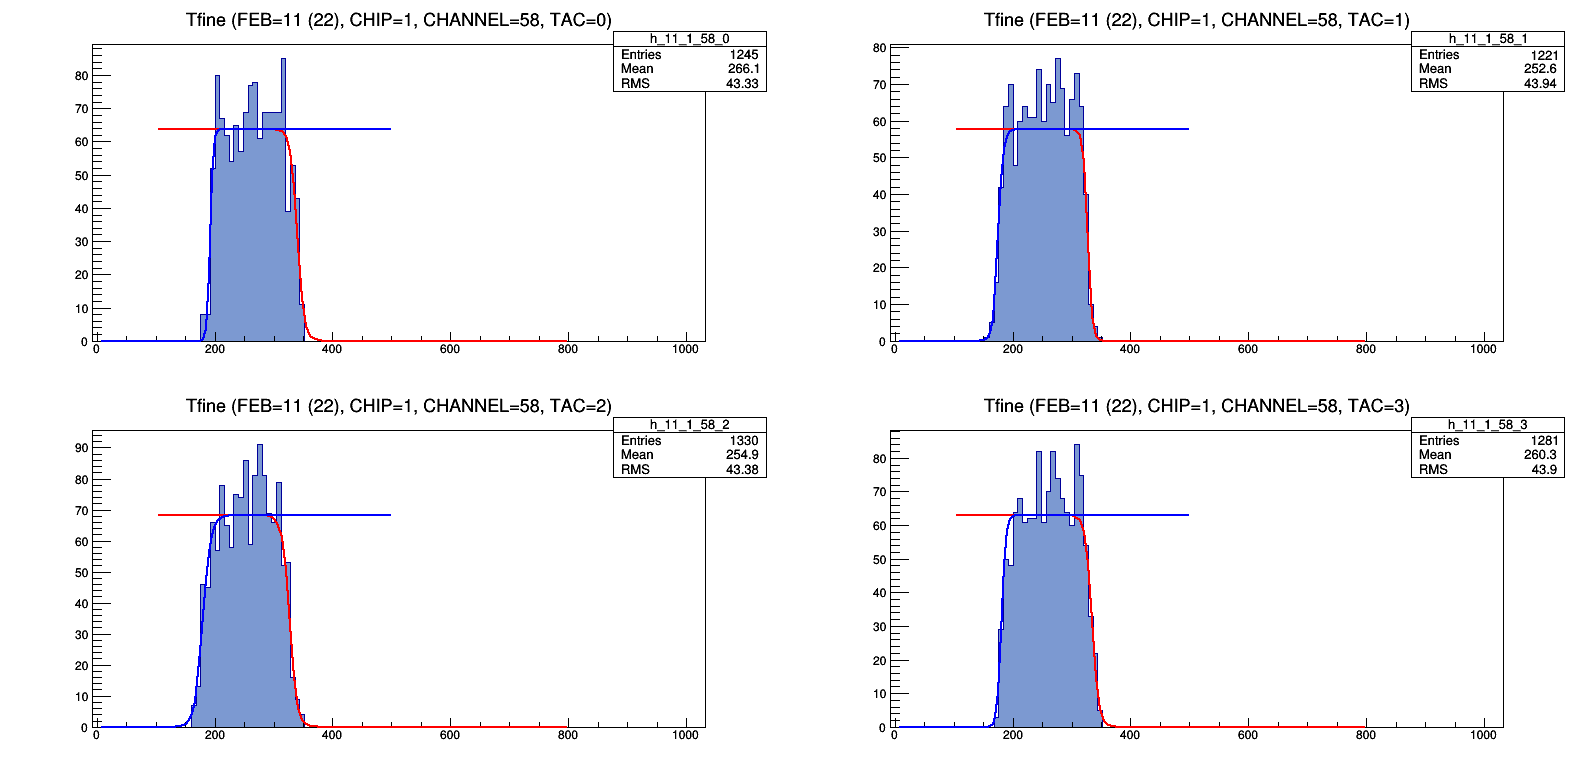 Tfine (FEB=11 (22), CHIP=1, CHANNEL=58, TAC=0)
h_11_1_58_0
Entries 1245
Mean 266.1
RMS 43.33
80
70
60
50
40
30
20
10
0
0 200 400 600 800 1000
Tfine (FEB=11 (22), CHIP=1, CHANNEL=58, TAC=1)
h_11_1_58_1
Entries 1221
Mean 252.6
RMS 43.94
80
70
60
50
40
30
20
10
0
0 200 400 600 800 1000
Tfine (FEB=11 (22), CHIP=1, CHANNEL=58, TAC=2)
h_11_1_58_2
Entries 1330
Mean 254.9
RMS 43.38
90
80
70
60
50
40
30
20
10
0
0 200 400 600 800 1000
Tfine (FEB=11 (22), CHIP=1, CHANNEL=58, TAC=3)
h_11_1_58_3
Entries 1281
Mean 260.3
RMS 43.9
80
70
60
50
40
30
20
10
0
0 200 400 600 800 1000